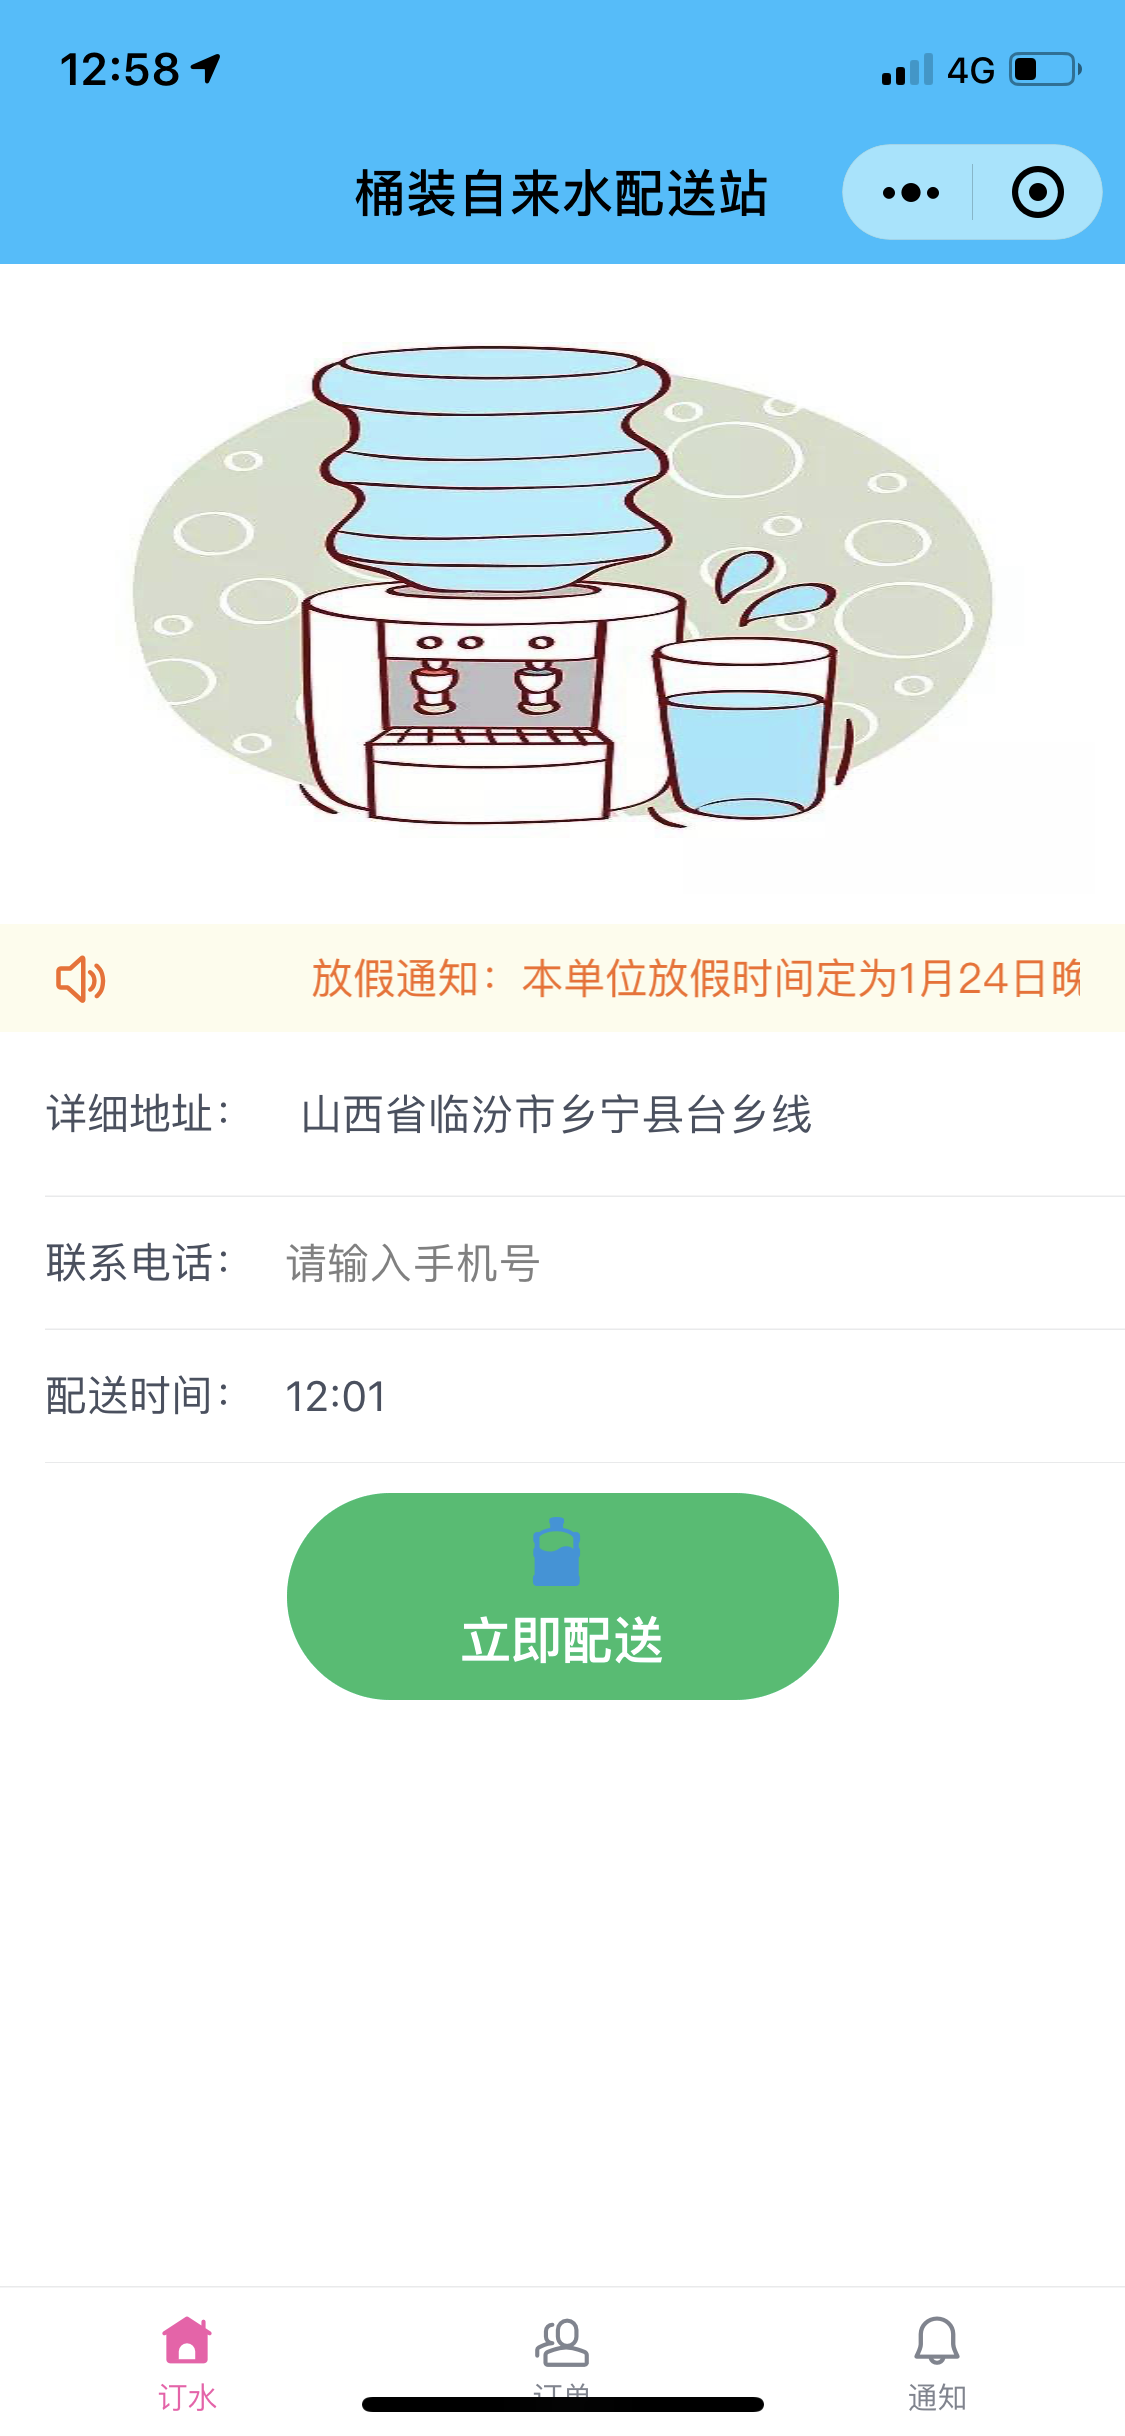 12:58
4G
桶装自来水配送站
放假通知：本单位放假时间定为1月24日晚
详细地址： 山西省临汾市乡宁县台乡线
联系电话： 请输入手机号
配送时间： 12:01
立即配送
订水 订单 通知